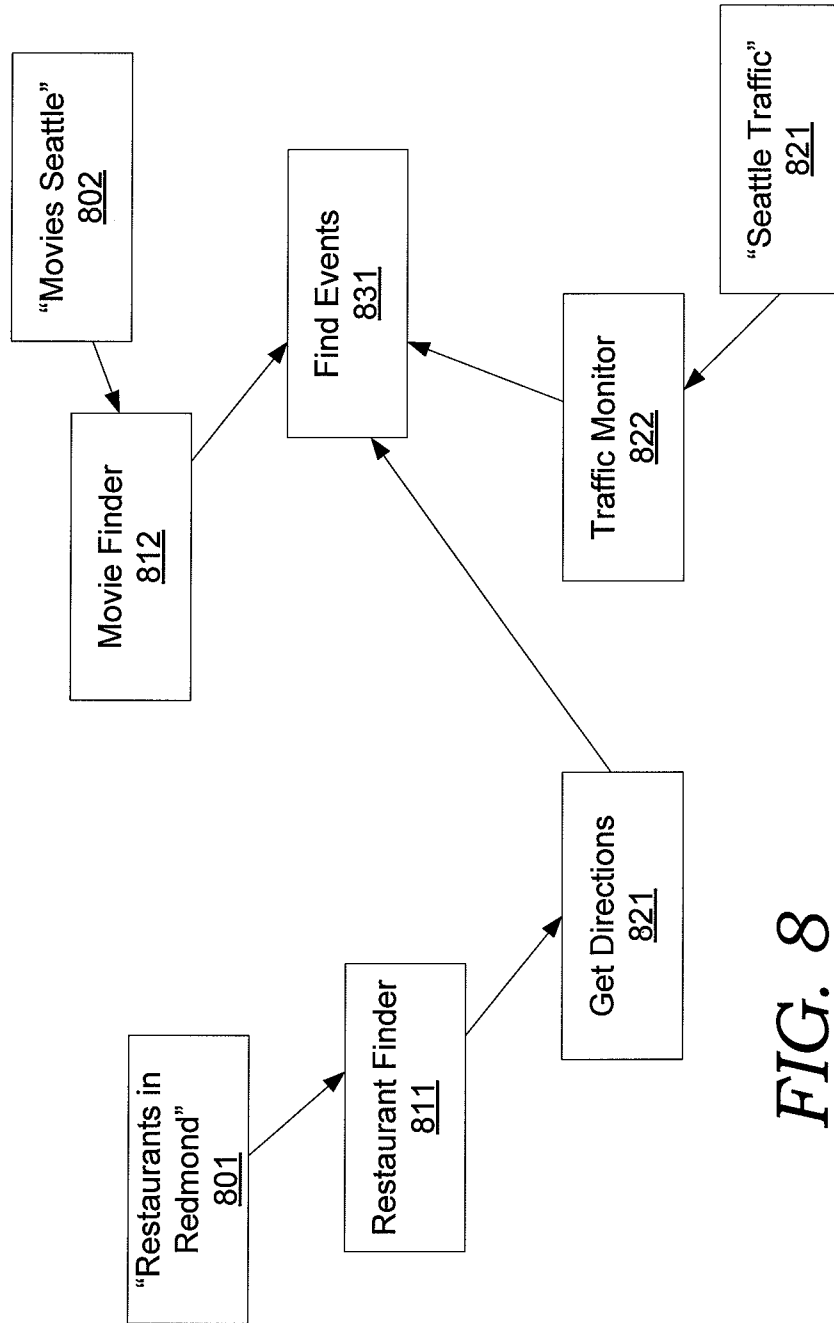 “Restaurants in
Redmond”
801
Restaurant Finder
811
Get Directions
821
“Movies Seattle”
802
Movie Finder
812
Find Events
831
Traffic Monitor
822
“Seattle Traffic”
821
FIG. 8